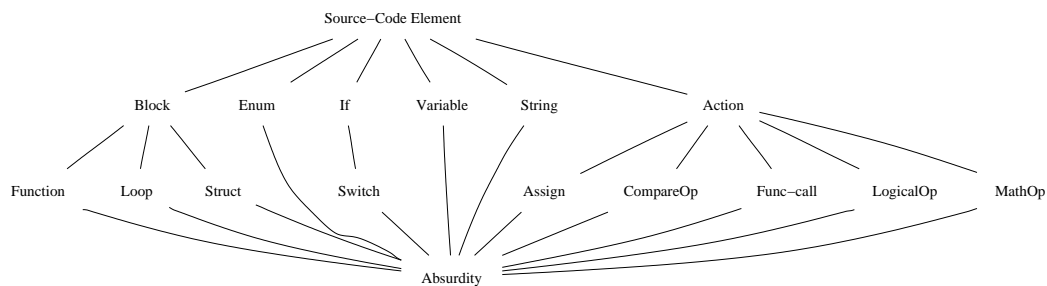 Source−Code Element
Block Enum If Variable String Action
Function Loop Struct Switch Assign CompareOp Func−call LogicalOp MathOp
Absurdity